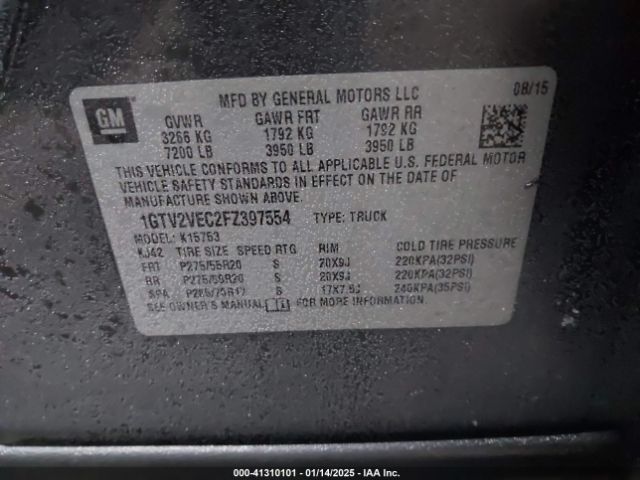 GM
MFD BY GENERAL MOTORS LLC 08/15
GVWR GAWR FRT GAWR RR
3266 KG 1792 KG 1792 KG
7200 LB 3950 LB 3950 LB
THIS VEHICLE CONFORMS TO ALL APPLICABLE U.S. FEDERAL MOTOR
VEHICLE SAFETY STANDARDS IN EFFECT ON THE DATE OF
MANUFACTURE SHOWN ABOVE.
1GTV2VEC2FZ397554 TYPE: TRUCK
MODEL: K15753
KJ42 TIRE SIZE SPEED RTG RIM COLD TIRE PRESSURE
FRT P275/55R20 S 20X9J 220KPA(32PSI)
RR P275/55R20 S 20X9J 220KPA(32PSI)
SPA P265/70R17 S 17X7.5J 240KPA(35PSI)
SEE OWNER'S MANUAL FOR MORE INFORMATION.
000-41310101 - 01/14/2025 - IAA, Inc.